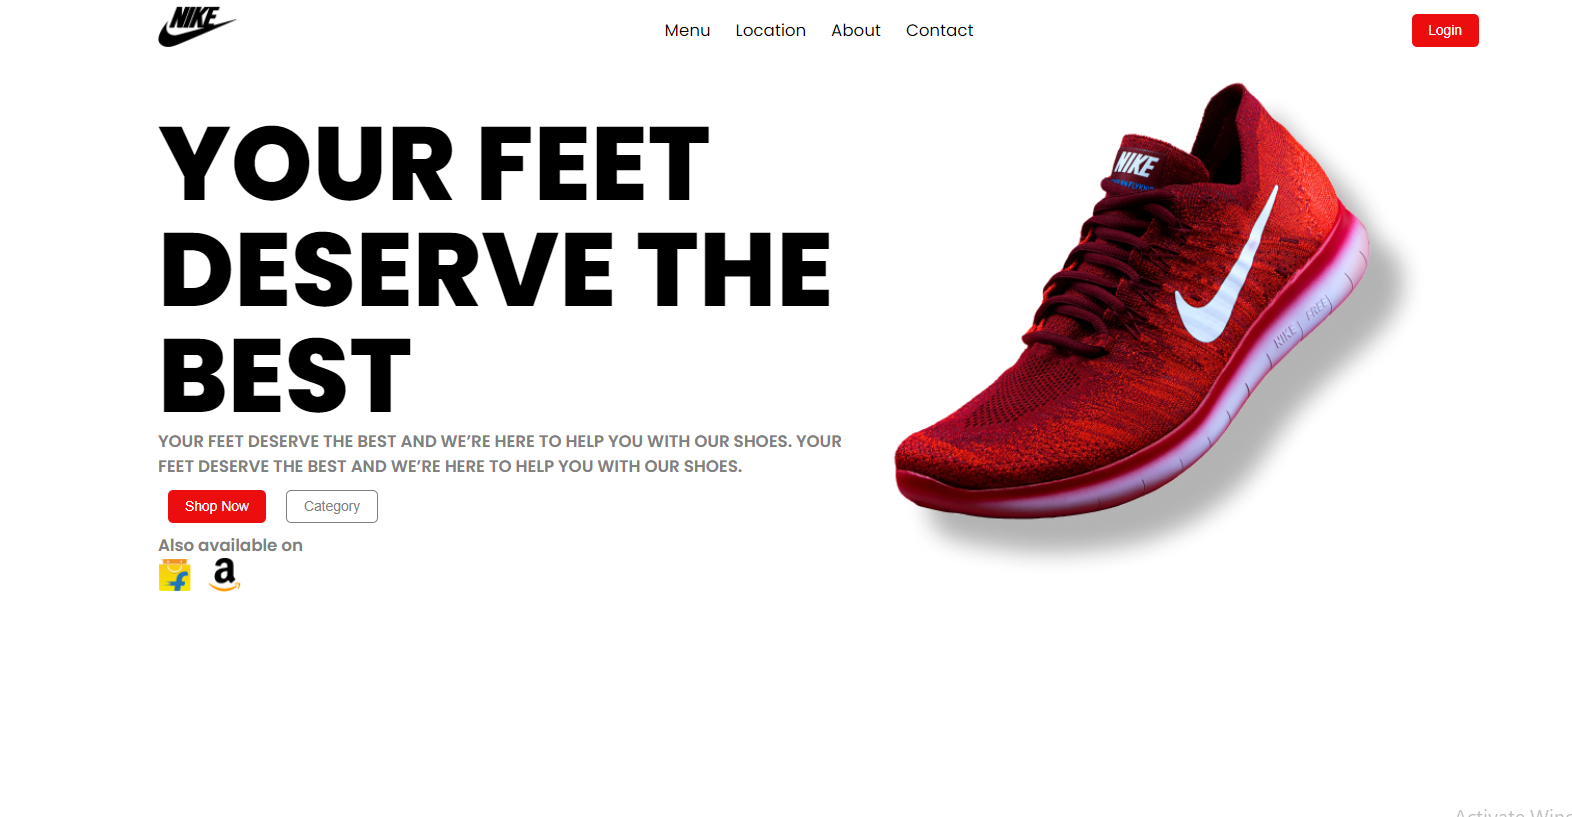 NIKE
Menu Location About Contact
Login
YOUR FEET
DESERVE THE
BEST
YOUR FEET DESERVE THE BEST AND WE’RE HERE TO HELP YOU WITH OUR SHOES. YOUR
FEET DESERVE THE BEST AND WE’RE HERE TO HELP YOU WITH OUR SHOES.
Shop Now Category
Also available on
a
NIKE
NIKE FREE
Activate